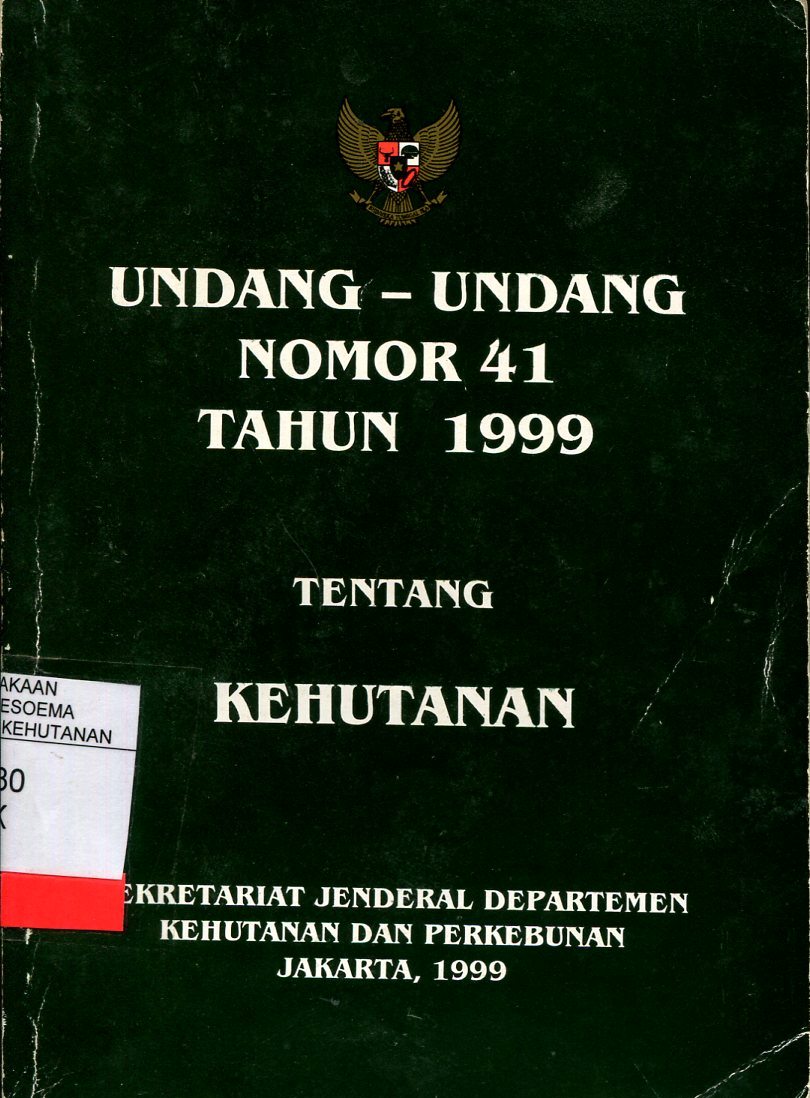 UNDANG – UNDANG
NOMOR 41
TAHUN 1999
TENTANG
KEHUTANAN
AKAAN
ESOEMA
KEHUTANAN
30
K
EKRETARIAT JENDERAL DEPARTEMEN
KEHUTANAN DAN PERKEBUNAN
JAKARTA, 1999